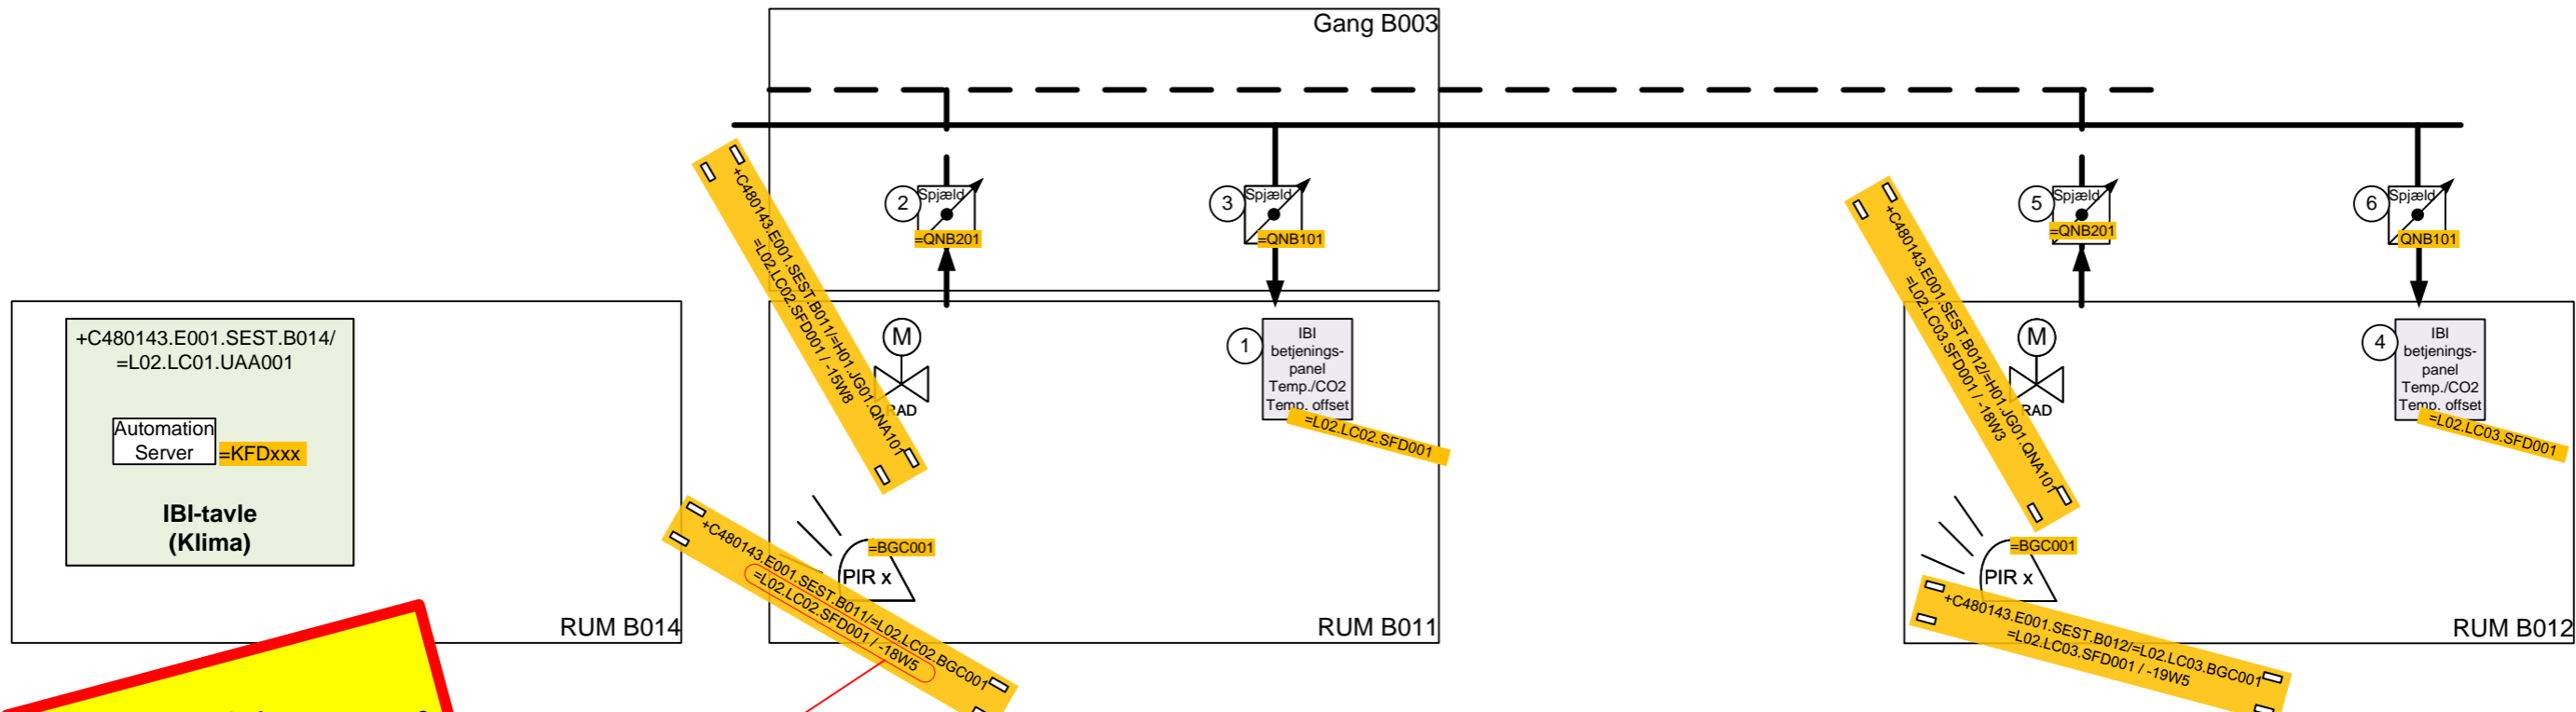 Gang B003
2
Spjæld
=QNB201
3
Spjæld
=QNB101
5
Spjæld
=QNB201
6
Spjæld
QNB101
+C480143.E001.SEST.B014/
=L02.LC01.UAA001
Automation
Server
=KFDxxx
IBI-tavle
(Klima)
RUM B014
+C480143.E001.SEST.B011/=H01.JG01.QNA101
=L02.LC02.SFD001 / -15W8
M
RAD
1
IBI
betjenings-
panel
Temp./CO2
Temp. offset
=L02.LC02.SFD001
=BGC001
PIR x
+C480143.E001.SEST.B011/=L02.LC02.BGC001
=L02.LC02.SFD001 / -18W5
RUM B011
+C480143.E001.SEST.B012/=H01.JG01.QNA101
=L02.LC03.SFD001 / -18W3
M
RAD
4
IBI
betjenings-
panel
Temp./CO2
Temp. offset
=L02.LC03.SFD001
=BGC001
PIR x
+C480143.E001.SEST.B012/=L02.LC03.BGC001
=L02.LC03.SFD001 / -19W5
RUM B012